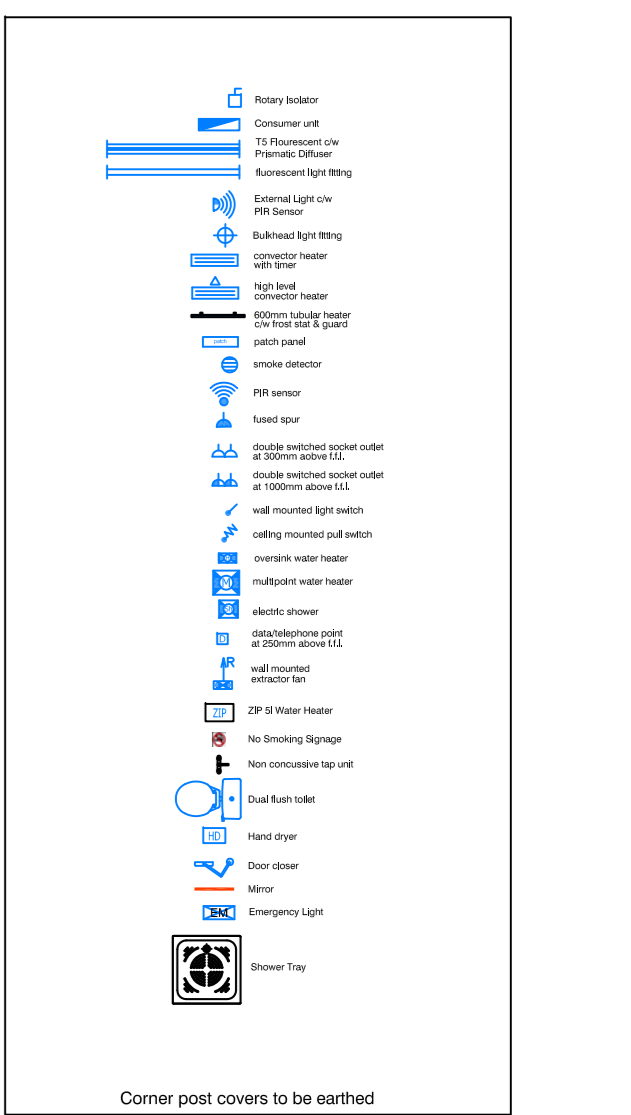 Rotary Isolator
Consumer unit
T5 Flourescent c/w
Prismatic Diffuser
fluorescent light fitting
External Light c/w
PIR Sensor
Bulkhead light fitting
convector heater
with timer
high level
convector heater
600mm tubular heater
c/w frost stat & guard
patch
patch panel
smoke detector
PIR sensor
fused spur
double switched socket outlet
at 300mm aobve f.f.l.
double switched socket outlet
at 1000mm above f.f.l.
wall mounted light switch
ceiling mounted pull switch
oversink water heater
M
multipoint water heater
electric shower
D
data/telephone point
at 250mm above f.f.l.
AR
wall mounted
extractor fan
ZIP
ZIP 5l Water Heater
No Smoking Signage
Non concussive tap unit
Dual flush toilet
HD
Hand dryer
Door closer
Mirror
EM
Emergency Light
Shower Tray
Corner post covers to be earthed